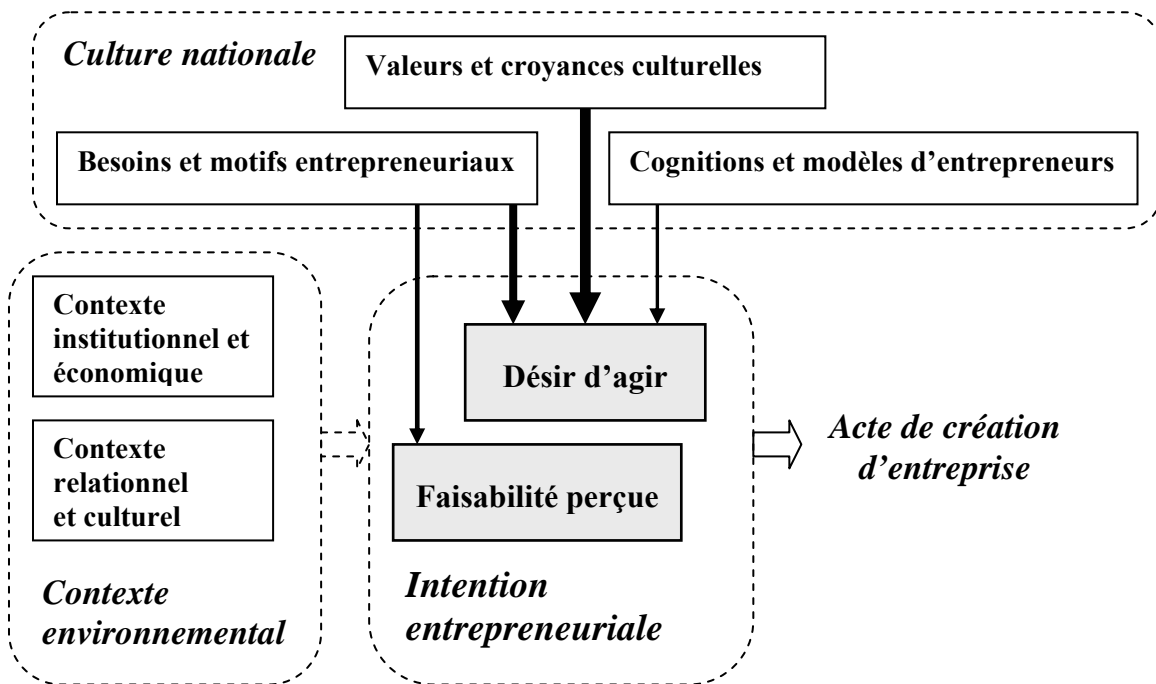 Culture nationale
Valeurs et croyances culturelles
Besoins et motifs entrepreneuriaux
Cognitions et modèles d’entrepreneurs
Contexte
institutionnel et
économique
Contexte
relationnel
et culturel
Contexte
environnemental
Désir d’agir
Faisabilité perçue
Intention
entrepreneuriale
Acte de création
d’entreprise